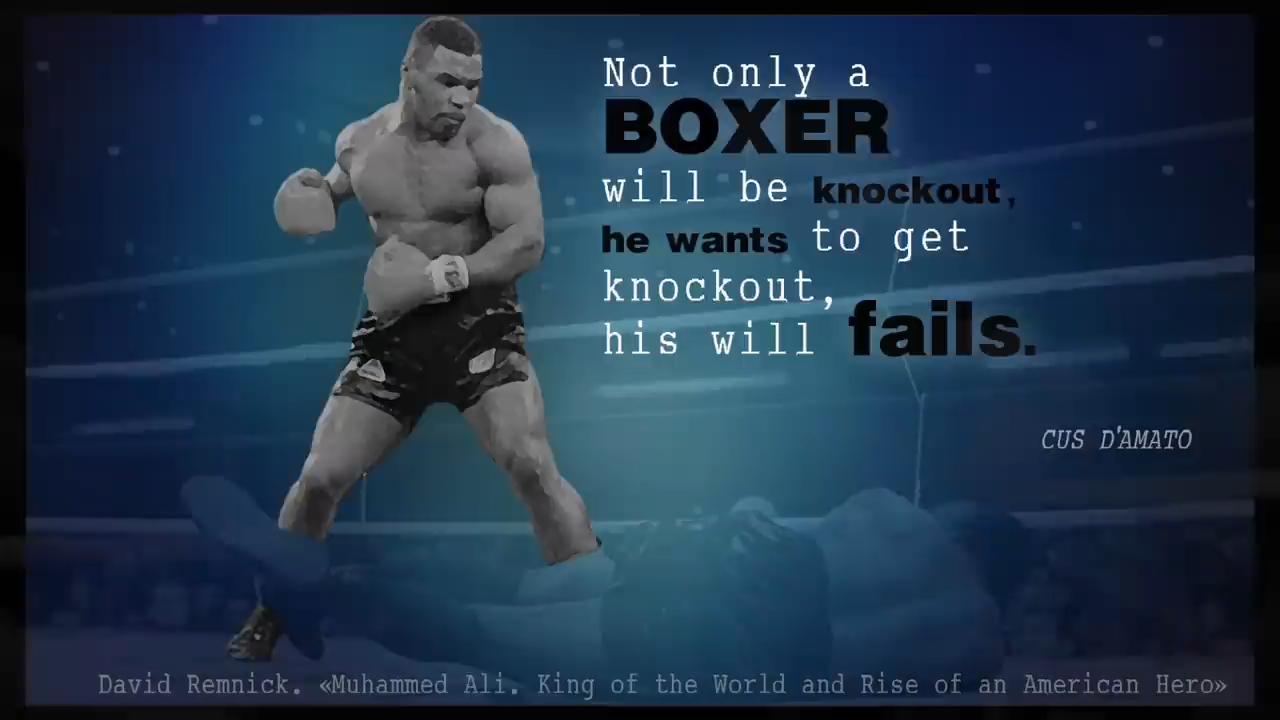 Not only a
BOXER
will be knockout,
he wants to get
knockout,
his will fails.
CUS D'AMATO
David Remnick. «Muhammed Ali. King of the World and Rise of an American Hero»